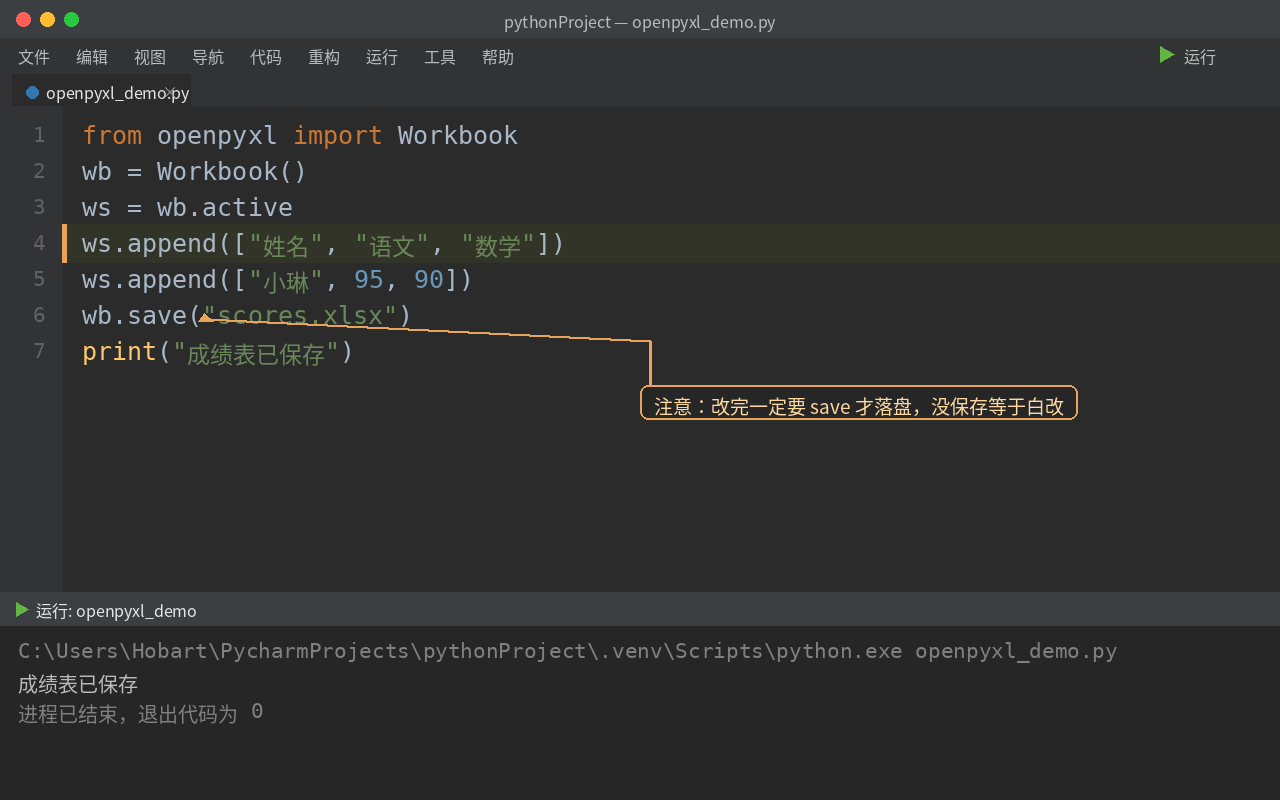 pythonProject — openpyxl_demo.py
文件 编辑 视图 导航 代码 重构 运行 工具 帮助 运行
openpyxl_demo.py ×
1 from openpyxl import Workbook
2 wb = Workbook()
3 ws = wb.active
4 ws.append(["姓名", "语文", "数学"])
5 ws.append(["小琳", 95, 90])
6 wb.save("scores.xlsx")
7 print("成绩表已保存")
注意：改完一定要 save 才落盘，没保存等于白改
运行: openpyxl_demo
C:\Users\Hobart\PycharmProjects\pythonProject\.venv\Scripts\python.exe openpyxl_demo.py
成绩表已保存
进程已结束，退出代码为 0